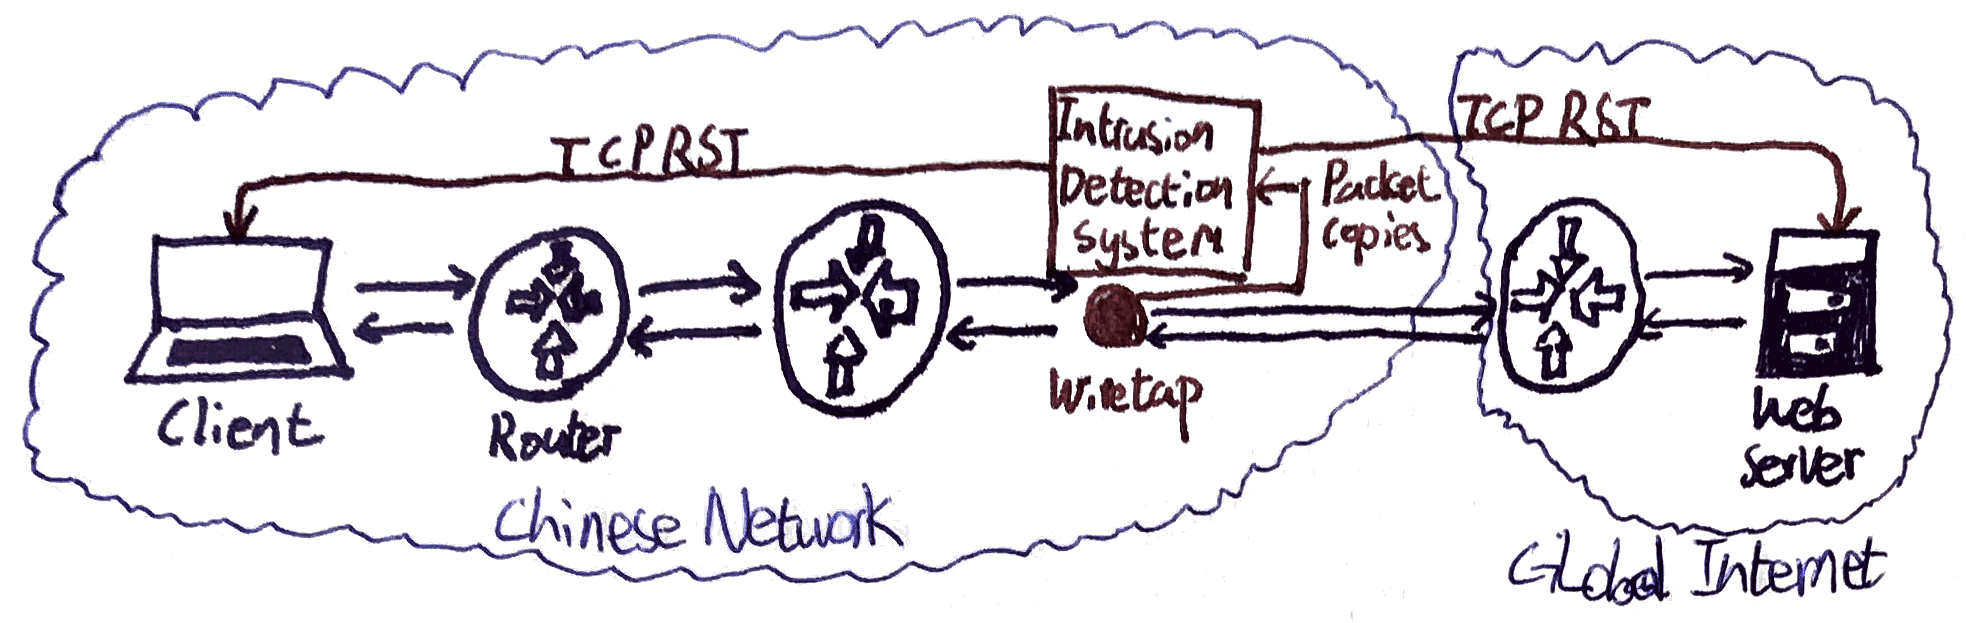 TCP RST
Intrusion
Detection
System
TCP RST
Packet
copies
Client
Router
Wiretap
Web
Server
Chinese Network
Global Internet